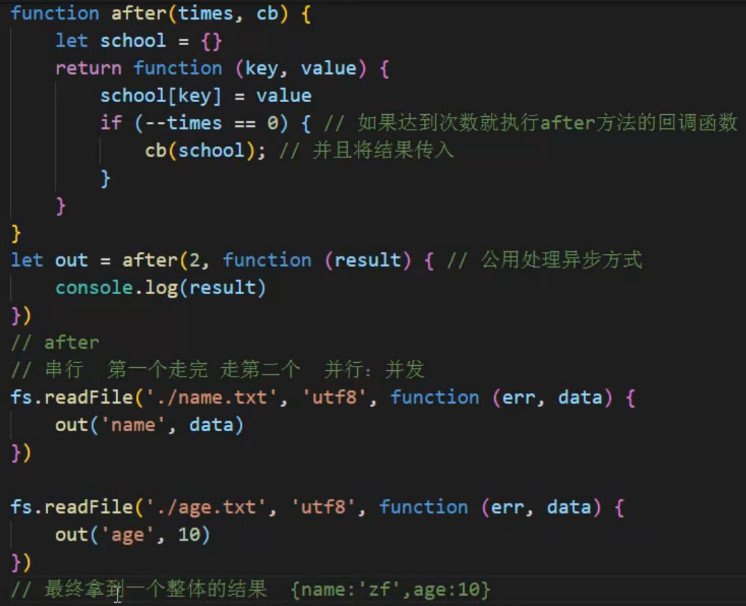 function after(times, cb) {
    let school = {}
    return function (key, value) {
        school[key] = value
        if (--times == 0) { // 如果达到次数就执行after方法的回调函数
            cb(school); // 并且将结果传入
        }
    }
}
let out = after(2, function (result) { // 公用处理异步方式
    console.log(result)
})
// after
// 串行  第一个走完 走第二个  并行：并发
fs.readFile('./name.txt', 'utf8', function (err, data) {
    out('name', data)
})

fs.readFile('./age.txt', 'utf8', function (err, data) {
    out('age', 10)
})
// 最终拿到一个整体的结果  {name:'zf',age:10}